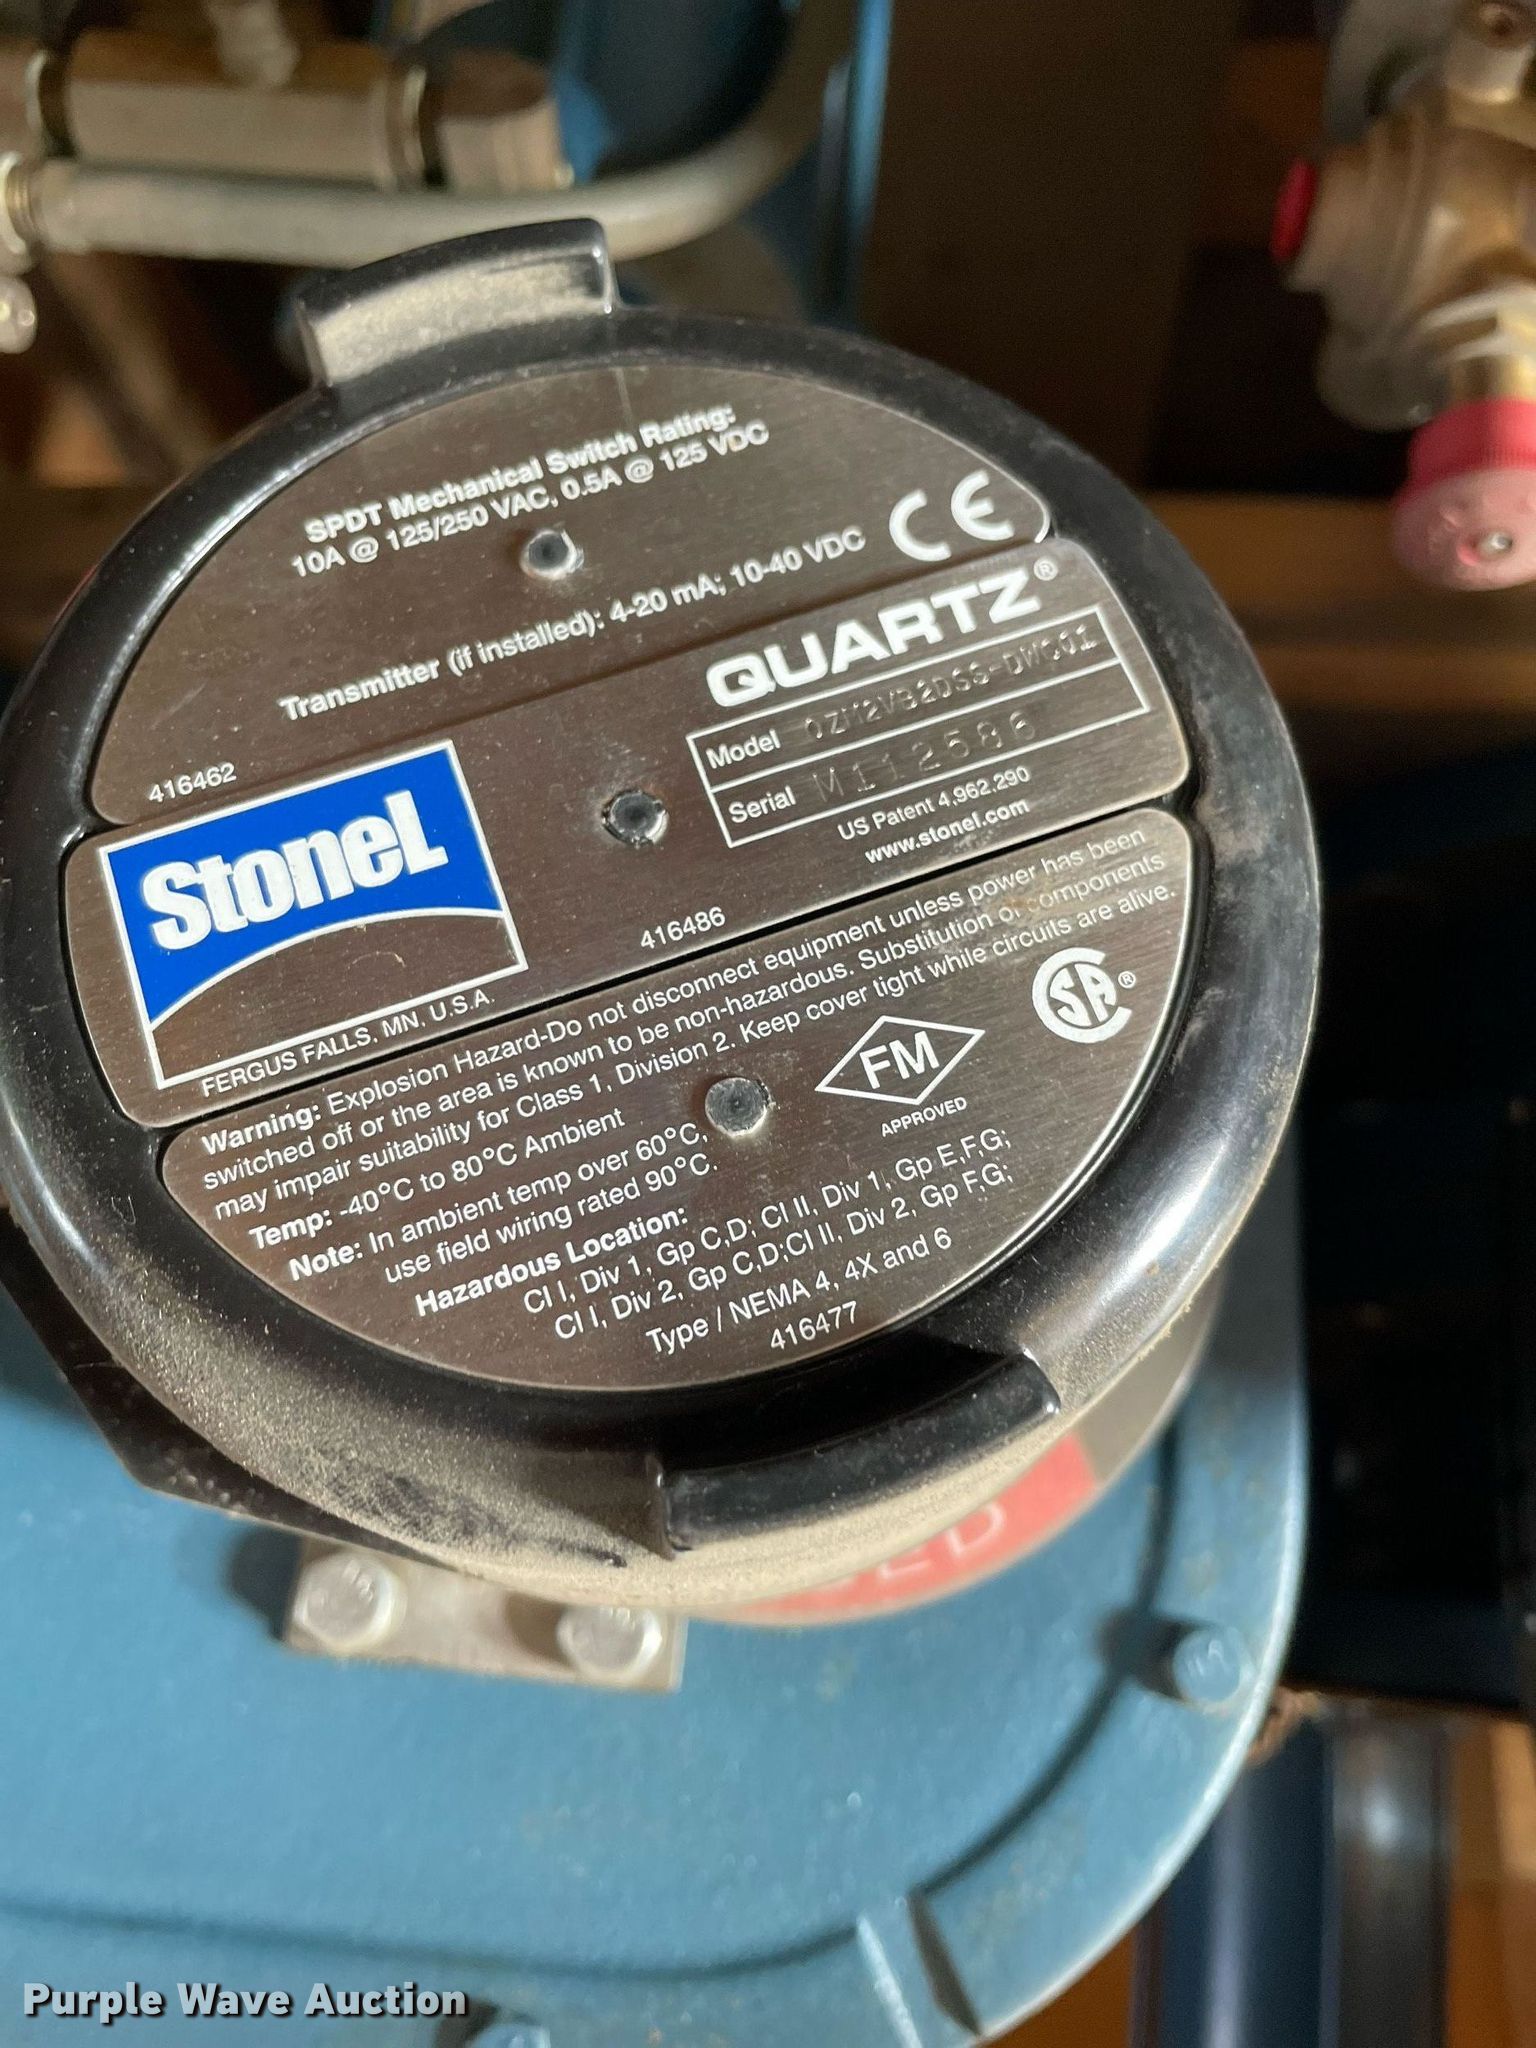 SPDT Mechanical Switch Rating:
10A @ 125/250 VAC, 0.5A @ 125 VDC
Transmitter (if installed): 4-20 mA; 10-40 VDC
CE
416462
StoneL
FERGUS FALLS, MN, U.S.A.
QUARTZ®
Model
Serial M112586
US Patent 4,962,290
www.stonel.com
416486
Warning: Explosion Hazard-Do not disconnect equipment unless power has been
switched off or the area is known to be non-hazardous. Substitution of components
may impair suitability for Class 1, Division 2. Keep cover tight while circuits are alive.
Temp: -40°C to 80°C Ambient
Note: In ambient temp over 60°C,
use field wiring rated 90°C.
FM
APPROVED
CSA®
Hazardous Location:
Cl I, Div 1, Gp C,D; Cl II, Div 1, Gp E,F,G;
Cl I, Div 2, Gp C,D;Cl II, Div 2, Gp F,G;
Type / NEMA 4, 4X and 6
416477
Purple Wave Auction